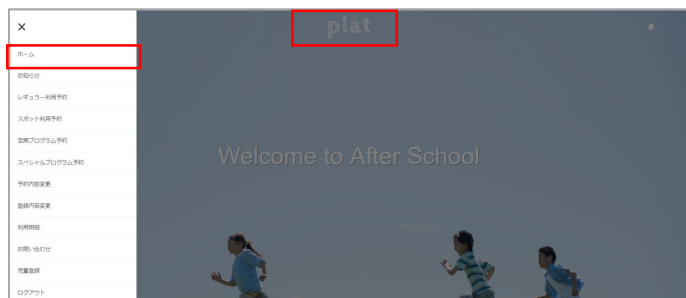 ×
plat
ホーム
お知らせ
レギュラー利用予約
スポット利用予約
定期プログラム予約
スペシャルプログラム予約
Welcome to After School
予約内容変更
登録内容変更
利用明細
お問い合わせ
児童登録
ログアウト